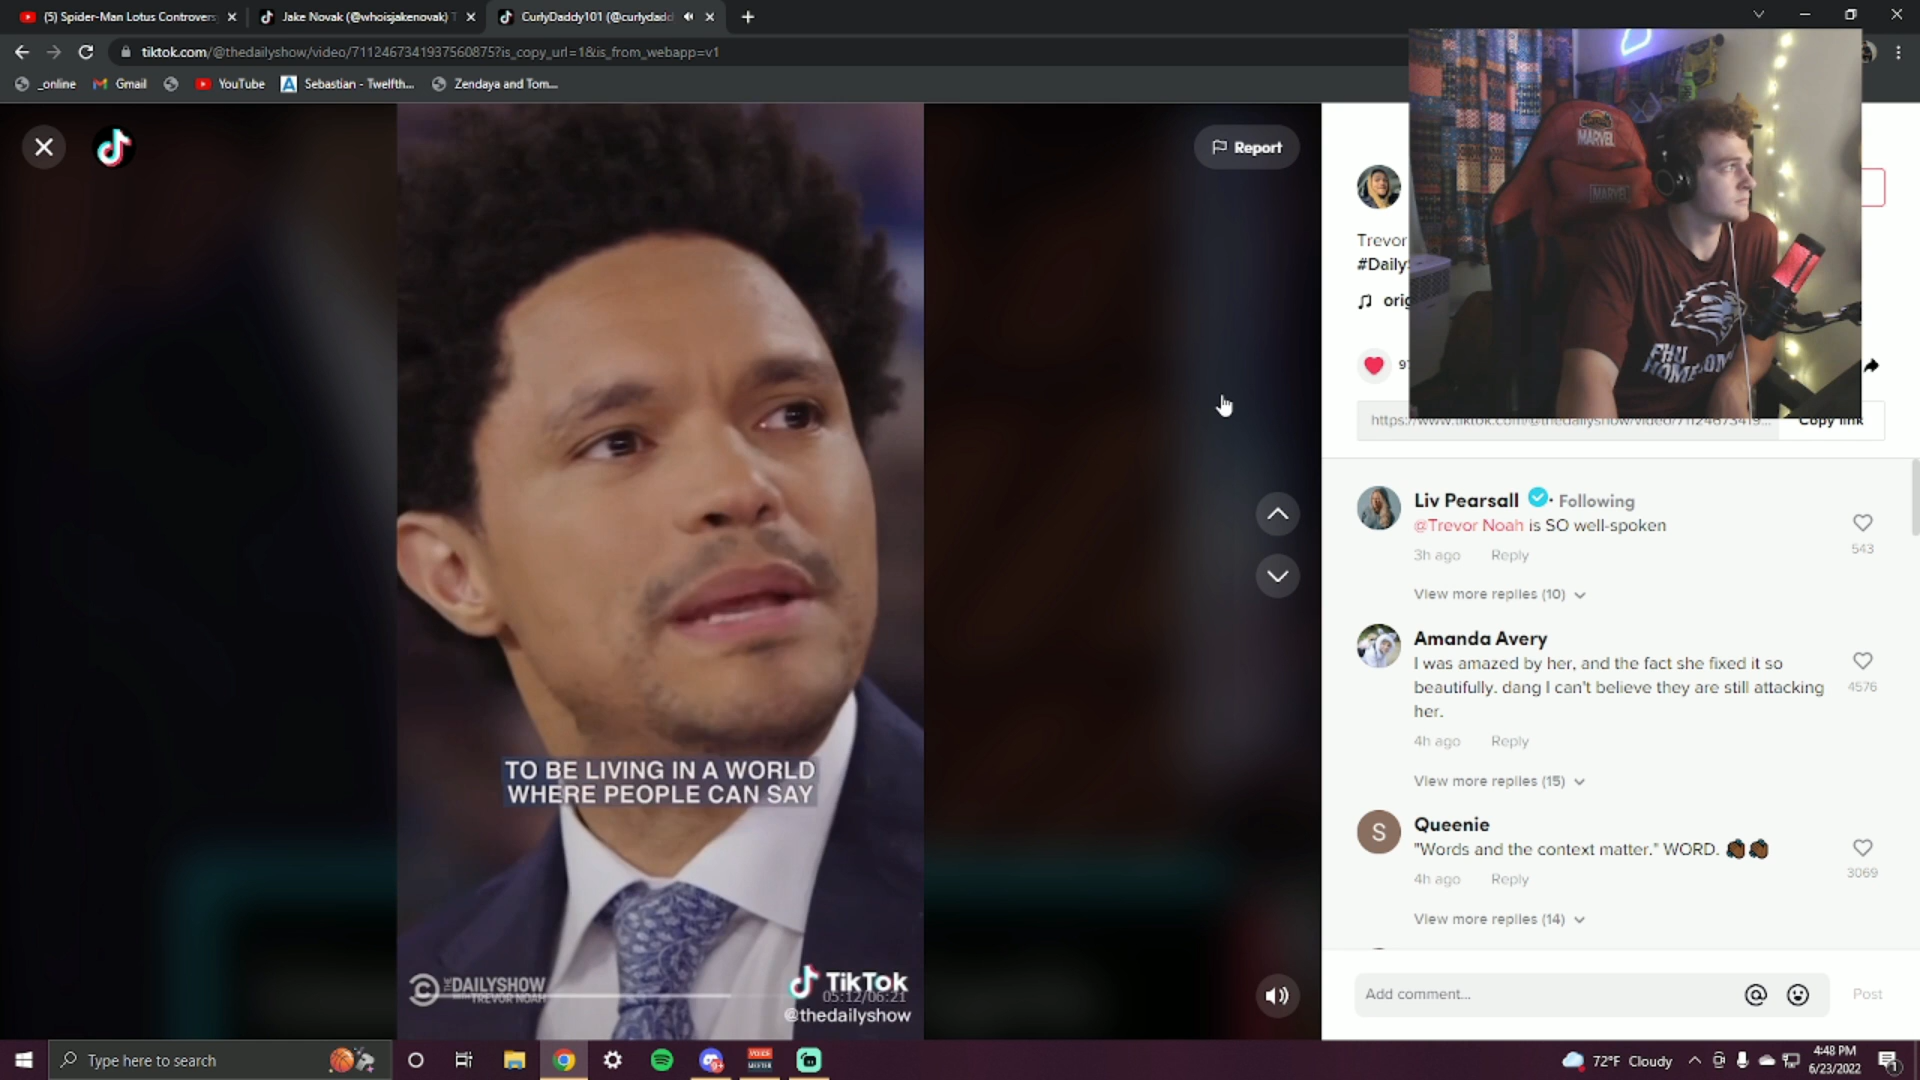 (5) Spider-Man Lotus Controvers
Jake Novak (@whoisjakenovak) T
CurlyDaddy101 (@curlydadd
tiktok.com/@thedailyshow/video/7112467341937560875?is_copy_url=1&is_from_webapp=v1
_online
Gmail
YouTube
Sebastian - Twelfth...
Zendaya and Tom...
Report
MARVEL
MARVEL
Trevor
#Daily
orig
97
https://www.tiktok.com/@thedailyshow/video/71124673419...
Copy link
Liv Pearsall · Following
@Trevor Noah is SO well-spoken
3h ago Reply
543
View more replies (10)
Amanda Avery
I was amazed by her, and the fact she fixed it so
beautifully. dang I can't believe they are still attacking
her.
4576
4h ago Reply
View more replies (15)
S
Queenie
"Words and the context matter." WORD.
4h ago Reply
3069
View more replies (14)
TO BE LIVING IN A WORLD
WHERE PEOPLE CAN SAY
THE DAILYSHOW
WITH TREVOR NOAH
TikTok
05:12/06:21
@thedailyshow
Add comment...
Post
Type here to search
72°F Cloudy
4:48 PM
6/23/2022